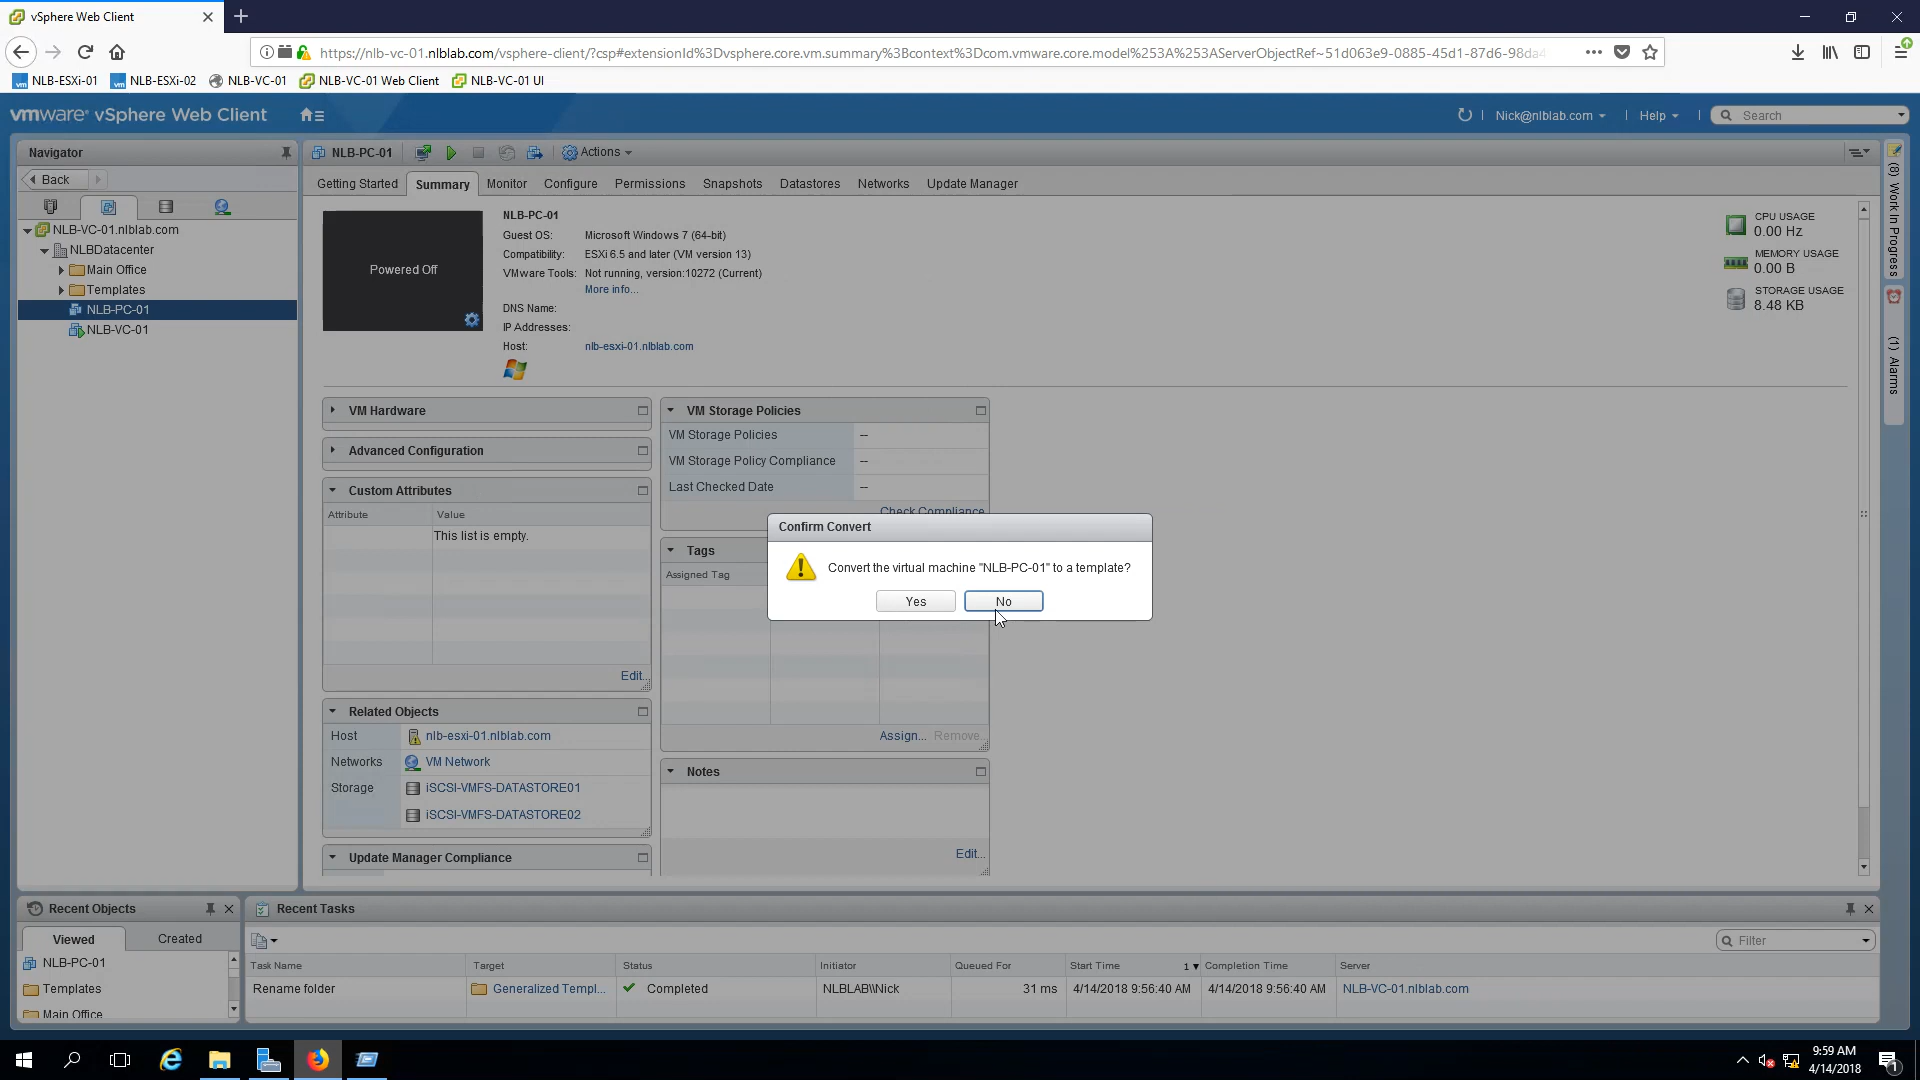 vSphere Web Client
https://nlb-vc-01.nlblab.com/vsphere-client/?csp#extensionId%3Dvsphere.core.vm.summary%3Bcontext%3Dcom.vmware.core.model%253A%253AServerObjectRef~51d063e9-0885-45d1-87d6-98da4
NLB-ESXi-01 NLB-ESXi-02 NLB-VC-01 NLB-VC-01 Web Client NLB-VC-01 UI
vmware® vSphere Web Client
Nick@nlblab.com Help Search
Navigator
Back
NLB-VC-01.nlblab.com
NLBDatacenter
Main Office
Templates
NLB-PC-01
NLB-VC-01
NLB-PC-01 Actions
Getting Started Summary Monitor Configure Permissions Snapshots Datastores Networks Update Manager
Powered Off
NLB-PC-01
Guest OS: Microsoft Windows 7 (64-bit)
Compatibility: ESXi 6.5 and later (VM version 13)
VMware Tools: Not running, version:10272 (Current)
More info...
DNS Name:
IP Addresses:
Host: nlb-esxi-01.nlblab.com
CPU USAGE
0.00 Hz
MEMORY USAGE
0.00 B
STORAGE USAGE
8.48 KB
(8) Work In Progress
(1) Alarms
VM Hardware
Advanced Configuration
Custom Attributes
Attribute Value
This list is empty.
Edit...
Related Objects
Host nlb-esxi-01.nlblab.com
Networks VM Network
Storage iSCSI-VMFS-DATASTORE01
iSCSI-VMFS-DATASTORE02
Update Manager Compliance
VM Storage Policies
VM Storage Policies --
VM Storage Policy Compliance --
Last Checked Date --
Check Compliance
Tags
Assigned Tag
Assign... Remove...
Notes
Edit...
Confirm Convert
Convert the virtual machine "NLB-PC-01" to a template?
Yes No
Recent Objects
Viewed Created
NLB-PC-01
Templates
Main Office
Recent Tasks
Filter
Task Name Target Status Initiator Queued For Start Time 1 Completion Time Server
Rename folder Generalized Templ... Completed NLBLAB\\Nick 31 ms 4/14/2018 9:56:40 AM 4/14/2018 9:56:40 AM NLB-VC-01.nlblab.com
9:59 AM
4/14/2018
1